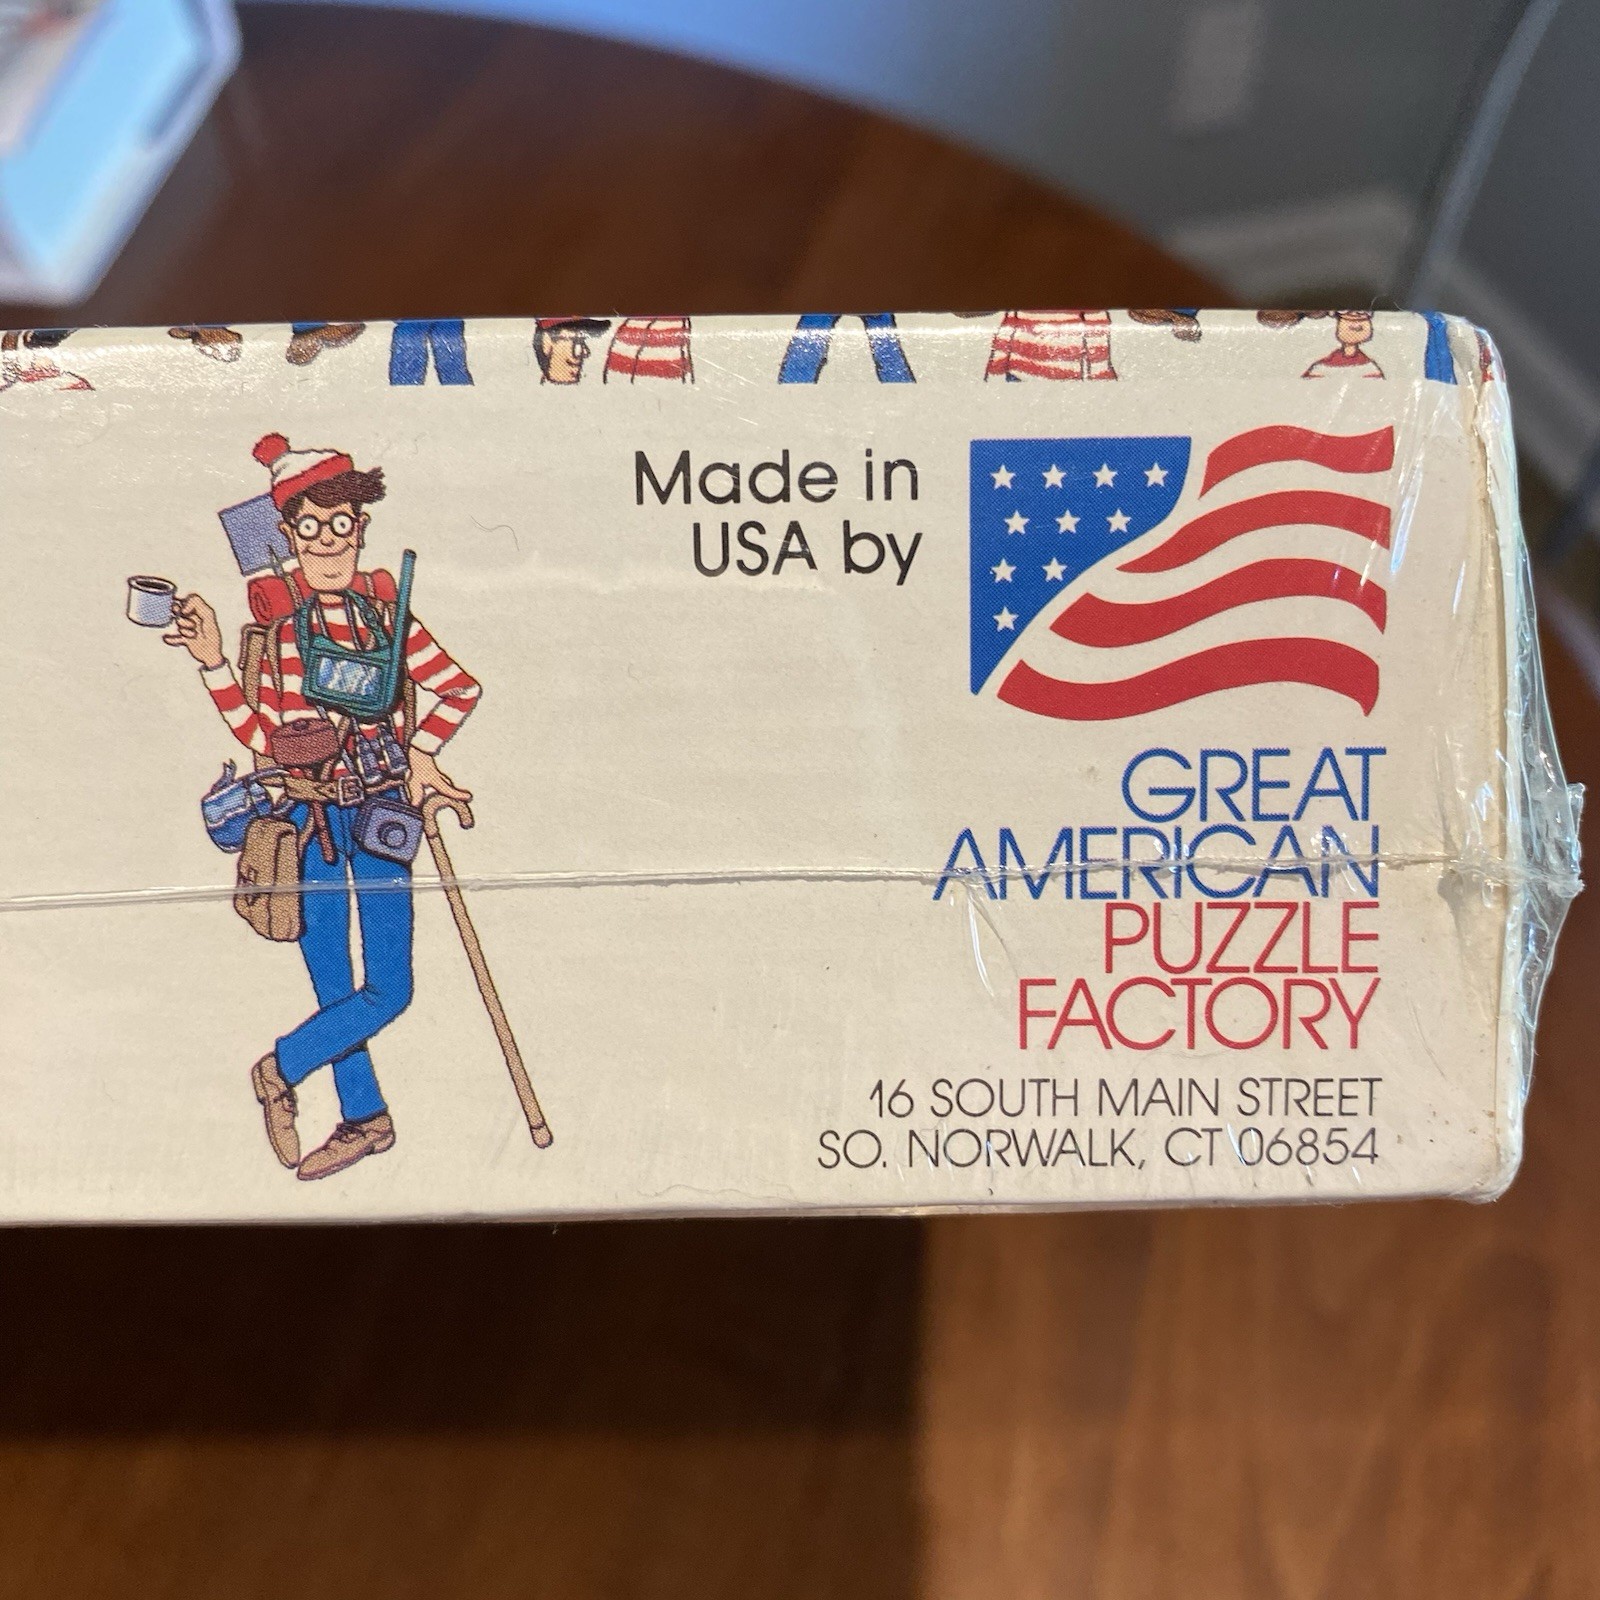 Made in
USA by
GREAT
AMERICAN
PUZZLE
FACTORY
16 SOUTH MAIN STREET
SO. NORWALK, CT 06854